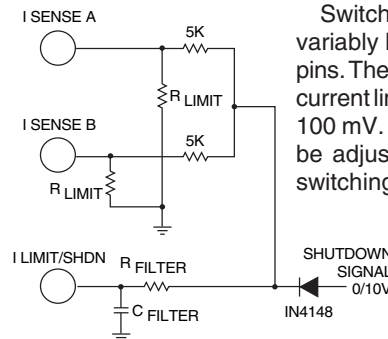 I SENSE A
5K
R LIMIT
I SENSE B
5K
R LIMIT
I LIMIT/SHDN
R FILTER
C FILTER
SHUTDOWN
SIGNAL
0/10V
IN4148
Switch
variably
pins. The
current
100 mV.
be adjus
switching